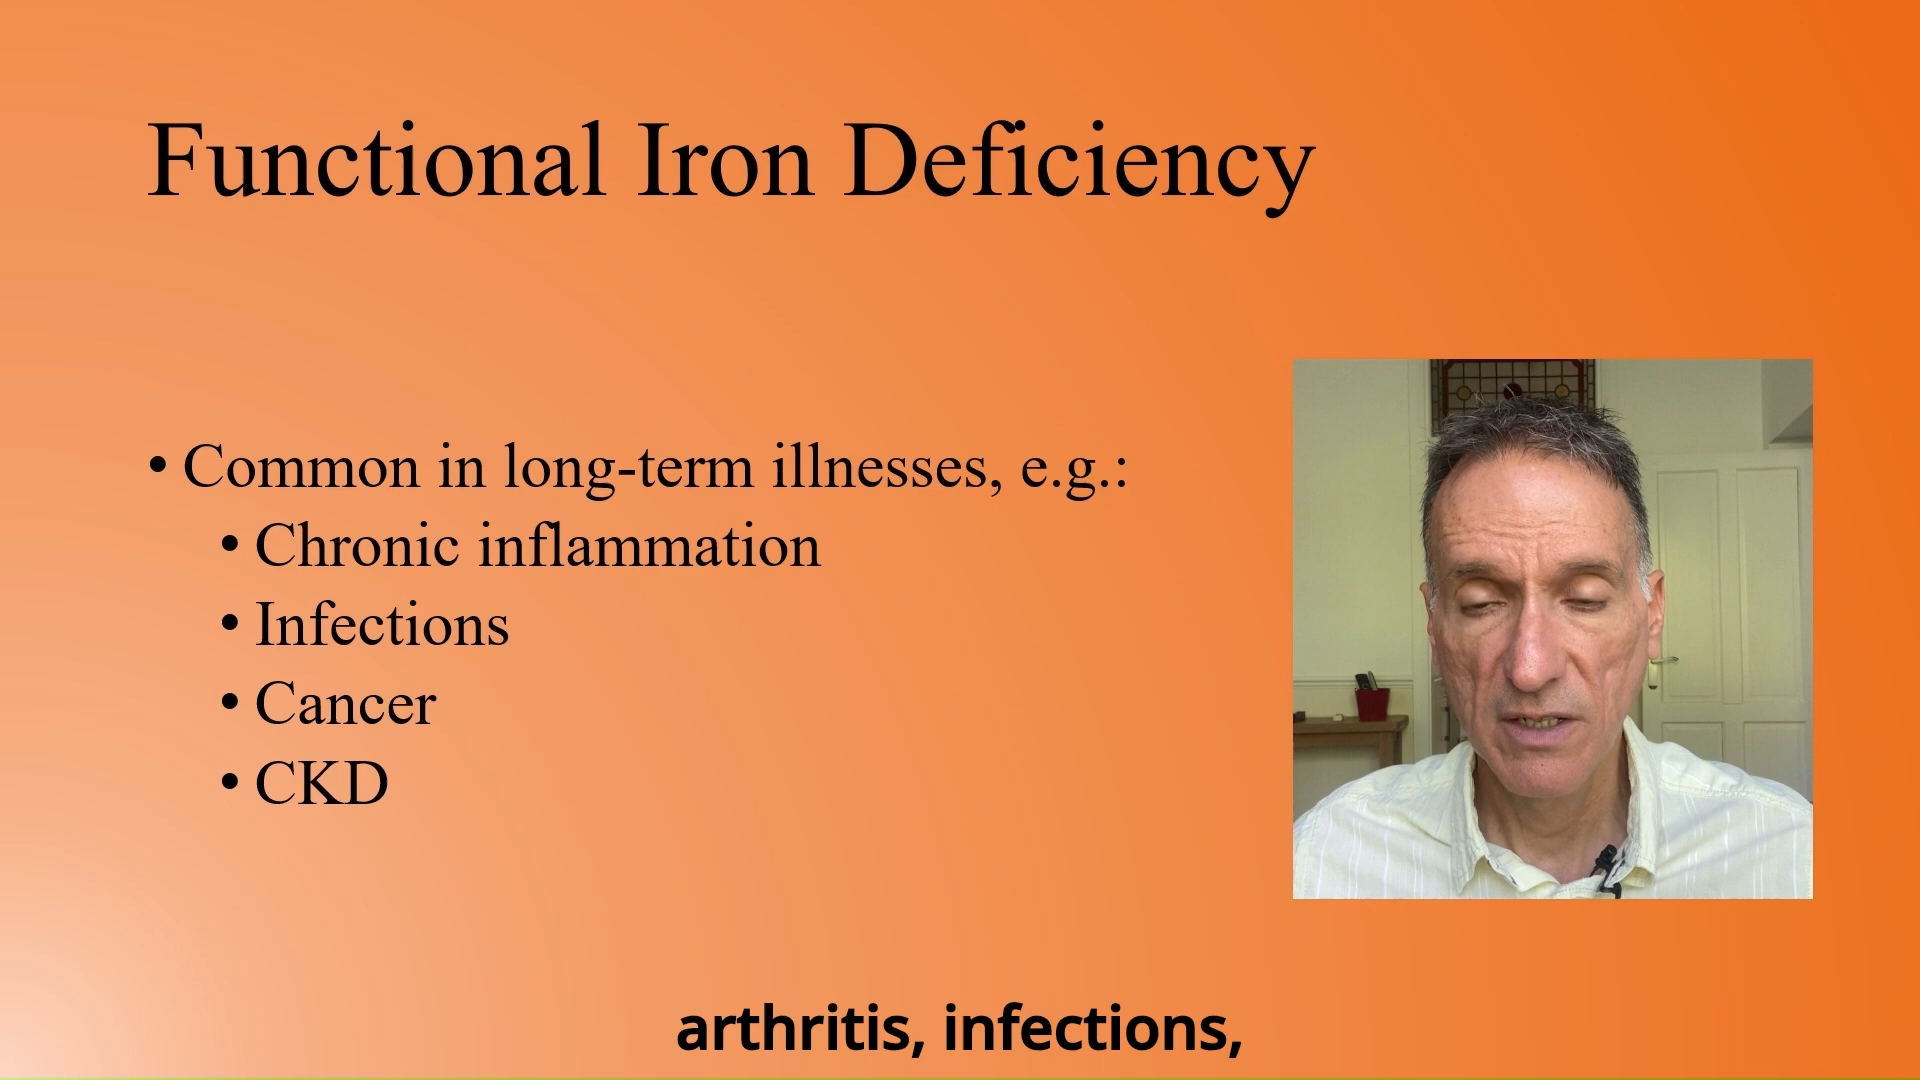 Functional Iron Deficiency
• Common in long-term illnesses, e.g.:
• Chronic inflammation
• Infections
• Cancer
• CKD
arthritis, infections,